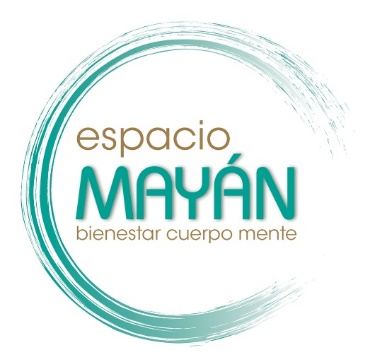 espacio
MAYÁN
bienestar cuerpo mente